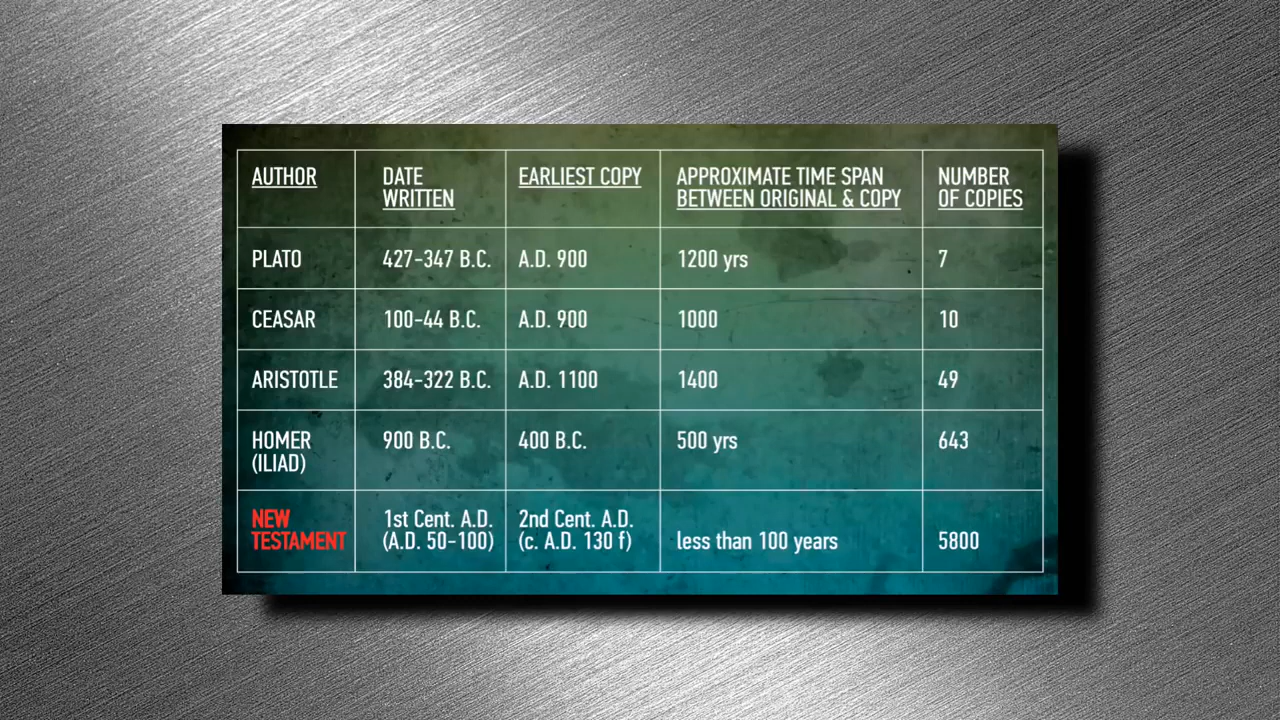 AUTHOR
DATE
WRITTEN
EARLIEST COPY
APPROXIMATE TIME SPAN
BETWEEN ORIGINAL & COPY
NUMBER
OF COPIES
PLATO
427-347 B.C.
A.D. 900
1200 yrs
7
CEASAR
100-44 B.C.
A.D. 900
1000
10
ARISTOTLE
384-322 B.C.
A.D. 1100
1400
49
HOMER
(ILIAD)
900 B.C.
400 B.C.
500 yrs
643
NEW
TESTAMENT
1st Cent. A.D.
(A.D. 50-100)
2nd Cent. A.D.
(c. A.D. 130 f)
less than 100 years
5800